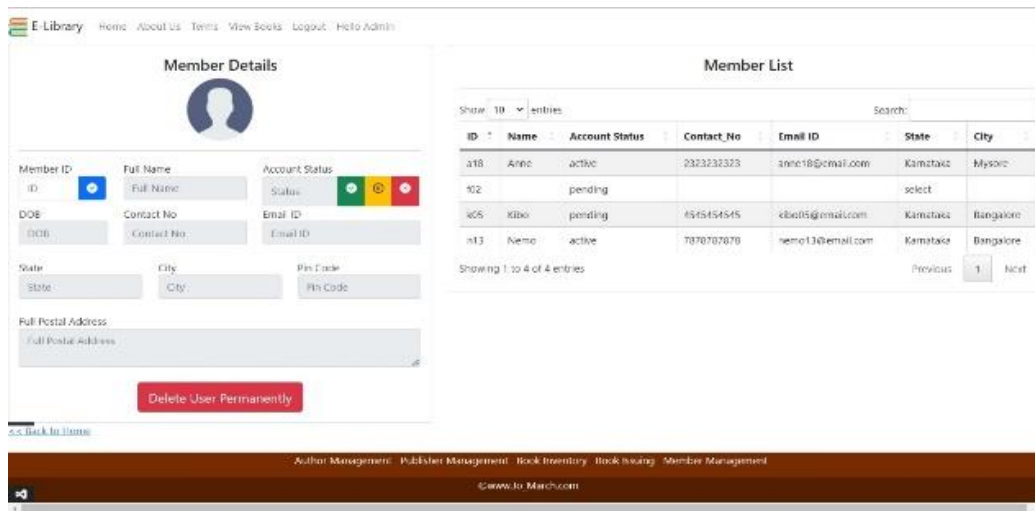 E-Library Home About Us Terms View Books Logout Hello Admin
Member Details
Member ID Full Name Account Status
ID Full Name Status
DOB Contact No Email ID
DOB Contact No Email ID
State City Pin Code
State City Pin Code
Full Postal Address
Full Postal Address
Delete User Permanently
<< Back to Home
Member List
Show 10 entries Search:
ID Name Account Status Contact_No Email ID State City
a18 Anne active 2323232323 anne18@email.com Karnataka Mysore
f02 pending select
k05 Kibo pending 4545454545 kibo05@email.com Karnataka Bangalore
n13 Nemo active 7878787878 nemo13@email.com Karnataka Bangalore
Showing 1 to 4 of 4 entries Previous 1 Next
Author Management Publisher Management Book Inventory Book Issuing Member Management
©www.Jo_March.com